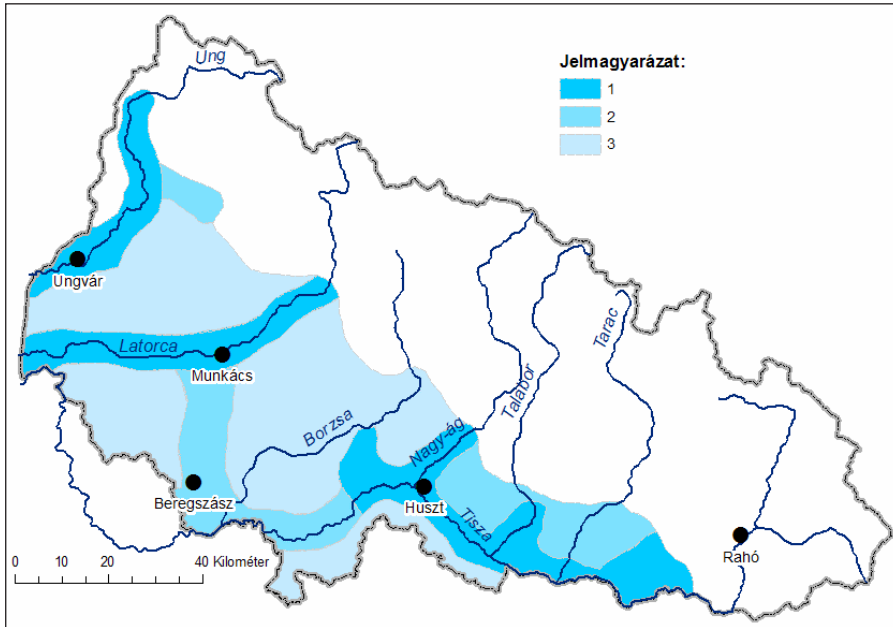 Ung
Jelmagyarázat:
1
2
3
Ungvár
Latorca
Munkács
Borzsa
Nagy-ág
Talabor
Tarac
Beregszász
Huszt
Tisza
Rahó
0 10 20 40 Kilométer